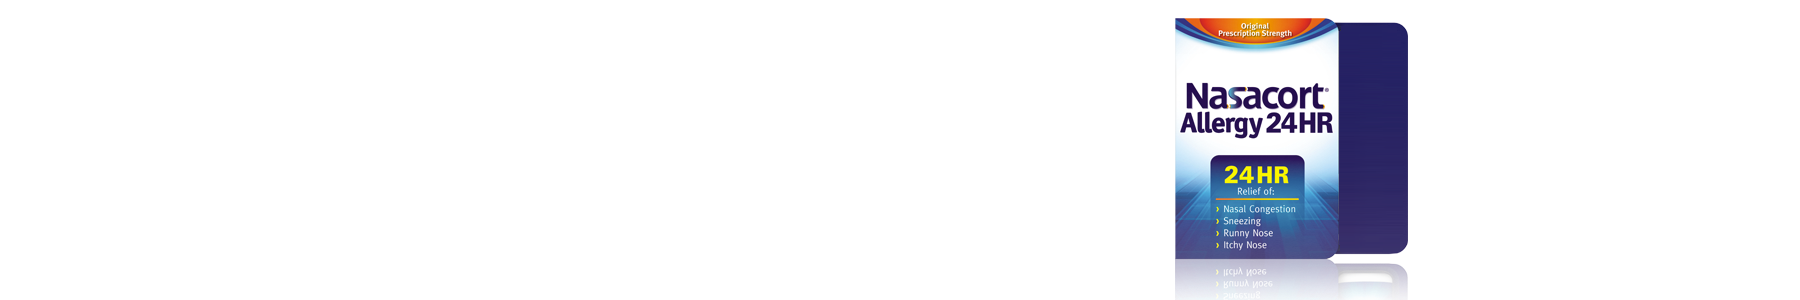 Original
Prescription Strength
Nasacort®
Allergy 24HR
24HR
Relief of:
› Nasal Congestion
› Sneezing
› Runny Nose
› Itchy Nose